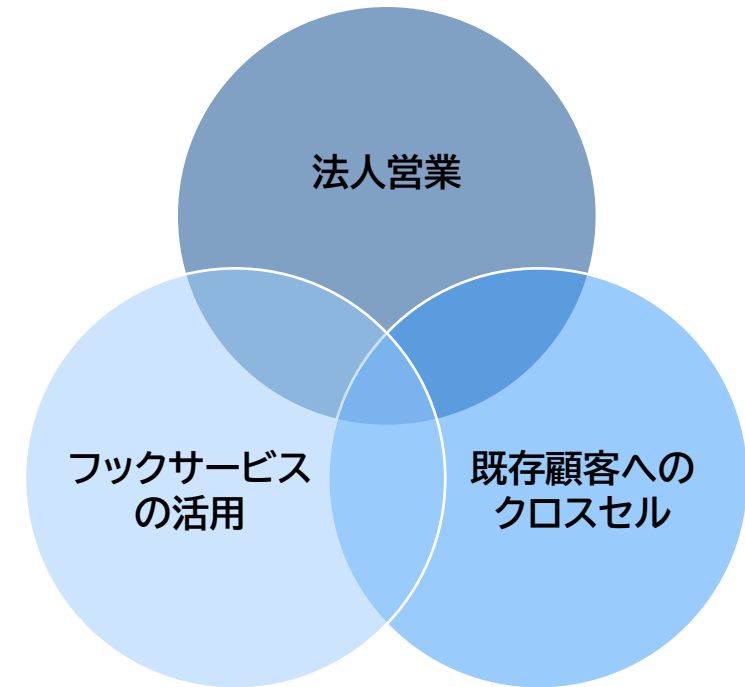 法人営業
フックサービス
の活用
既存顧客への
クロスセル